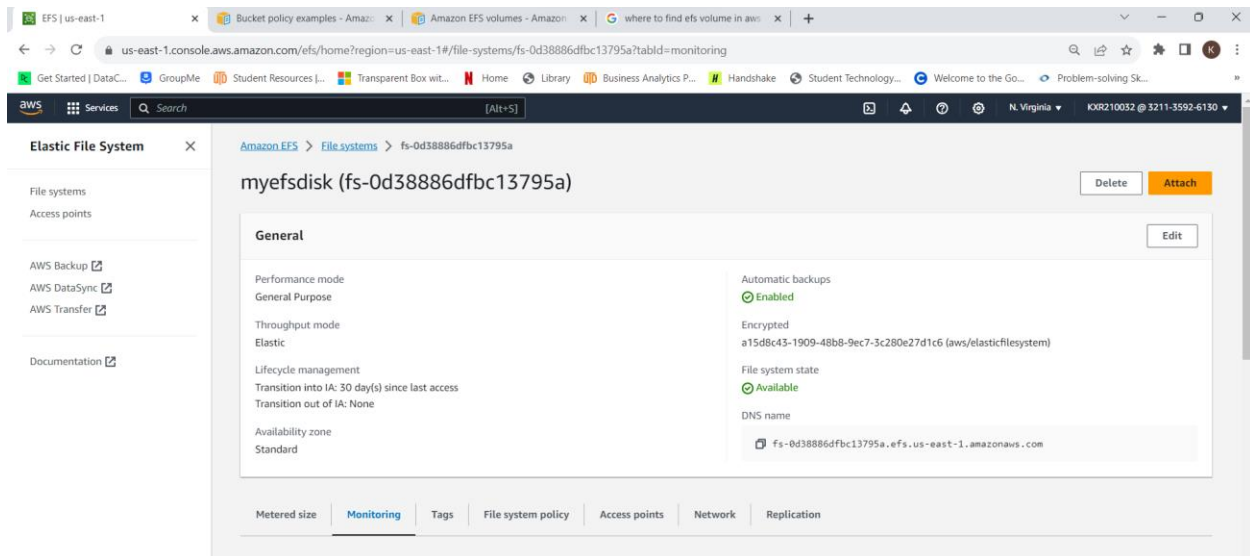 EFS | us-east-1
Bucket policy examples - Amazo
Amazon EFS volumes - Amazon
where to find efs volume in aws
us-east-1.console.aws.amazon.com/efs/home?region=us-east-1#/file-systems/fs-0d38886dfbc13795a?tabId=monitoring
K
Get Started | DataC... GroupMe Student Resources |... Transparent Box wit... Home Library Business Analytics P... Handshake Student Technology... Welcome to the Go... Problem-solving Sk...
aws Services Search [Alt+S] N. Virginia KXR210032 @ 3211-3592-6130
Elastic File System
File systems
Access points
AWS Backup
AWS DataSync
AWS Transfer
Documentation
Amazon EFS > File systems > fs-0d38886dfbc13795a
myefsdisk (fs-0d38886dfbc13795a)
Delete Attach
General
Edit
Performance mode
General Purpose
Throughput mode
Elastic
Lifecycle management
Transition into IA: 30 day(s) since last access
Transition out of IA: None
Availability zone
Standard
Automatic backups
Enabled
Encrypted
a15d8c43-1909-48b8-9ec7-3c280e27d1c6 (aws/elasticfilesystem)
File system state
Available
DNS name
fs-0d38886dfbc13795a.efs.us-east-1.amazonaws.com
Metered size Monitoring Tags File system policy Access points Network Replication